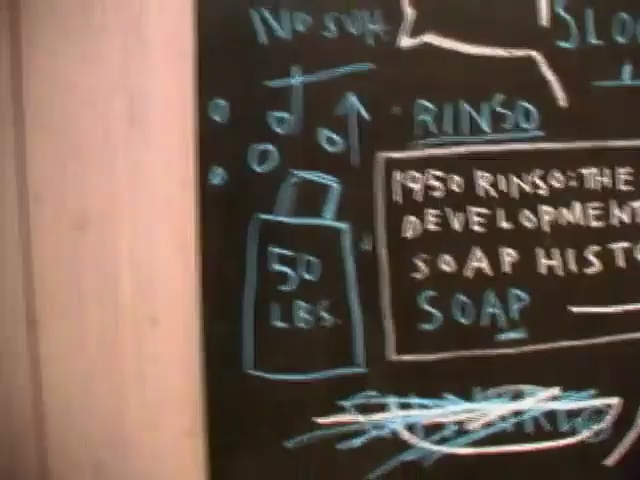 RINSO
1950 RINSO: THE
DEVELOPMENT
SOAP HISTO
SOAP
50
LBS.